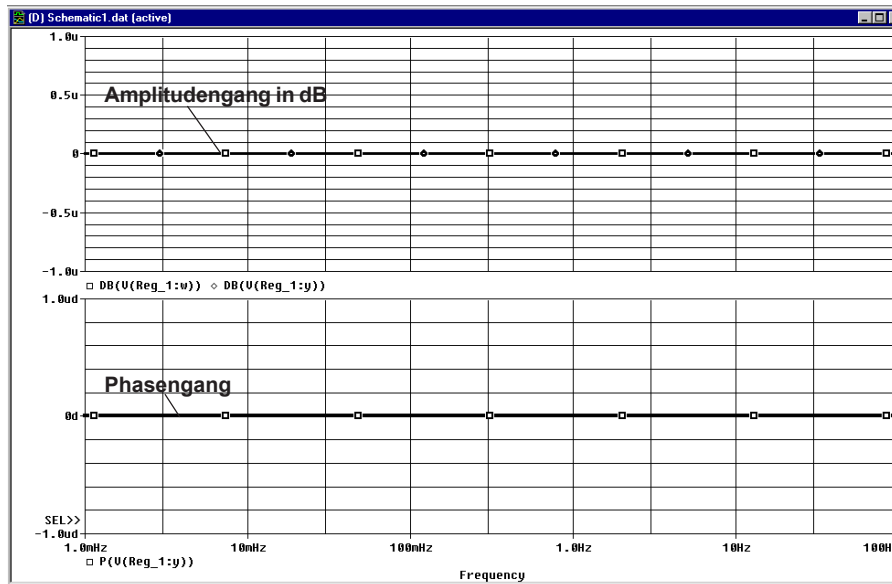 (D) Schematic1.dat (active)
1.0u
Amplitudengang in dB
0.5u
0
-0.5u
-1.0u
DB(V(Reg_1:w)) DB(V(Reg_1:y))
1.0ud
Phasengang
0d
SEL>>
-1.0ud
1.0mHz 10mHz 100mHz 1.0Hz 10Hz 100H
P(V(Reg_1:y))
Frequency